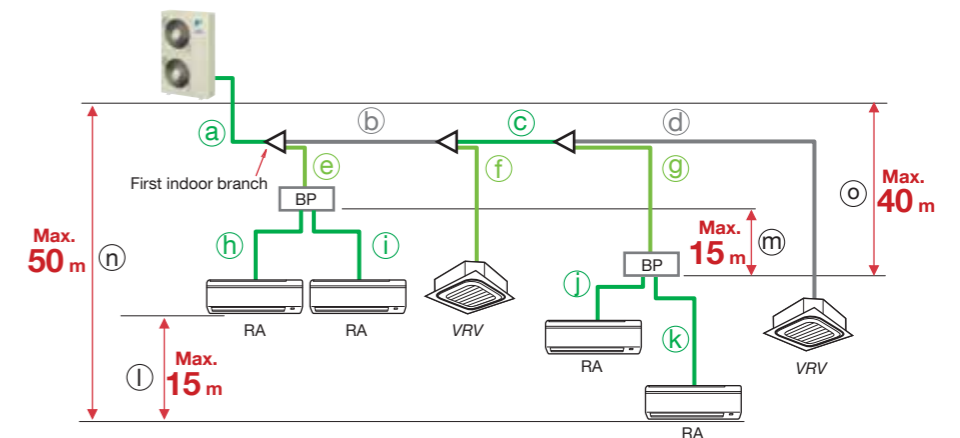 ⓐ
ⓑ
ⓒ
ⓓ
First indoor branch
ⓔ
ⓕ
ⓖ
BP
Max.
50 m
ⓝ
ⓗ
ⓘ
Max.
15 m
ⓜ
ⓞ
Max.
40 m
BP
ⓙ
RA
RA
VRV
RA
ⓚ
VRV
ⓛ
Max.
15 m
RA